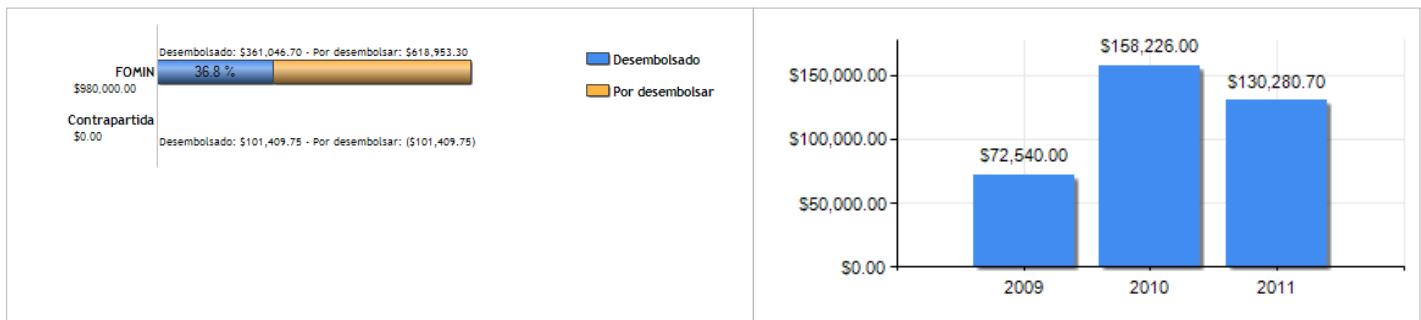 Desembolsado: $361,046.70 - Por desembolsar: $618,953.30
FOMIN
36.8 %
$980,000.00
Contrapartida
$0.00
Desembolsado: $101,409.75 - Por desembolsar: ($101,409.75)
Desembolsado
Por desembolsar
$158,226.00
$150,000.00
$130,280.70
$100,000.00
$72,540.00
$50,000.00
$0.00
2009 2010 2011